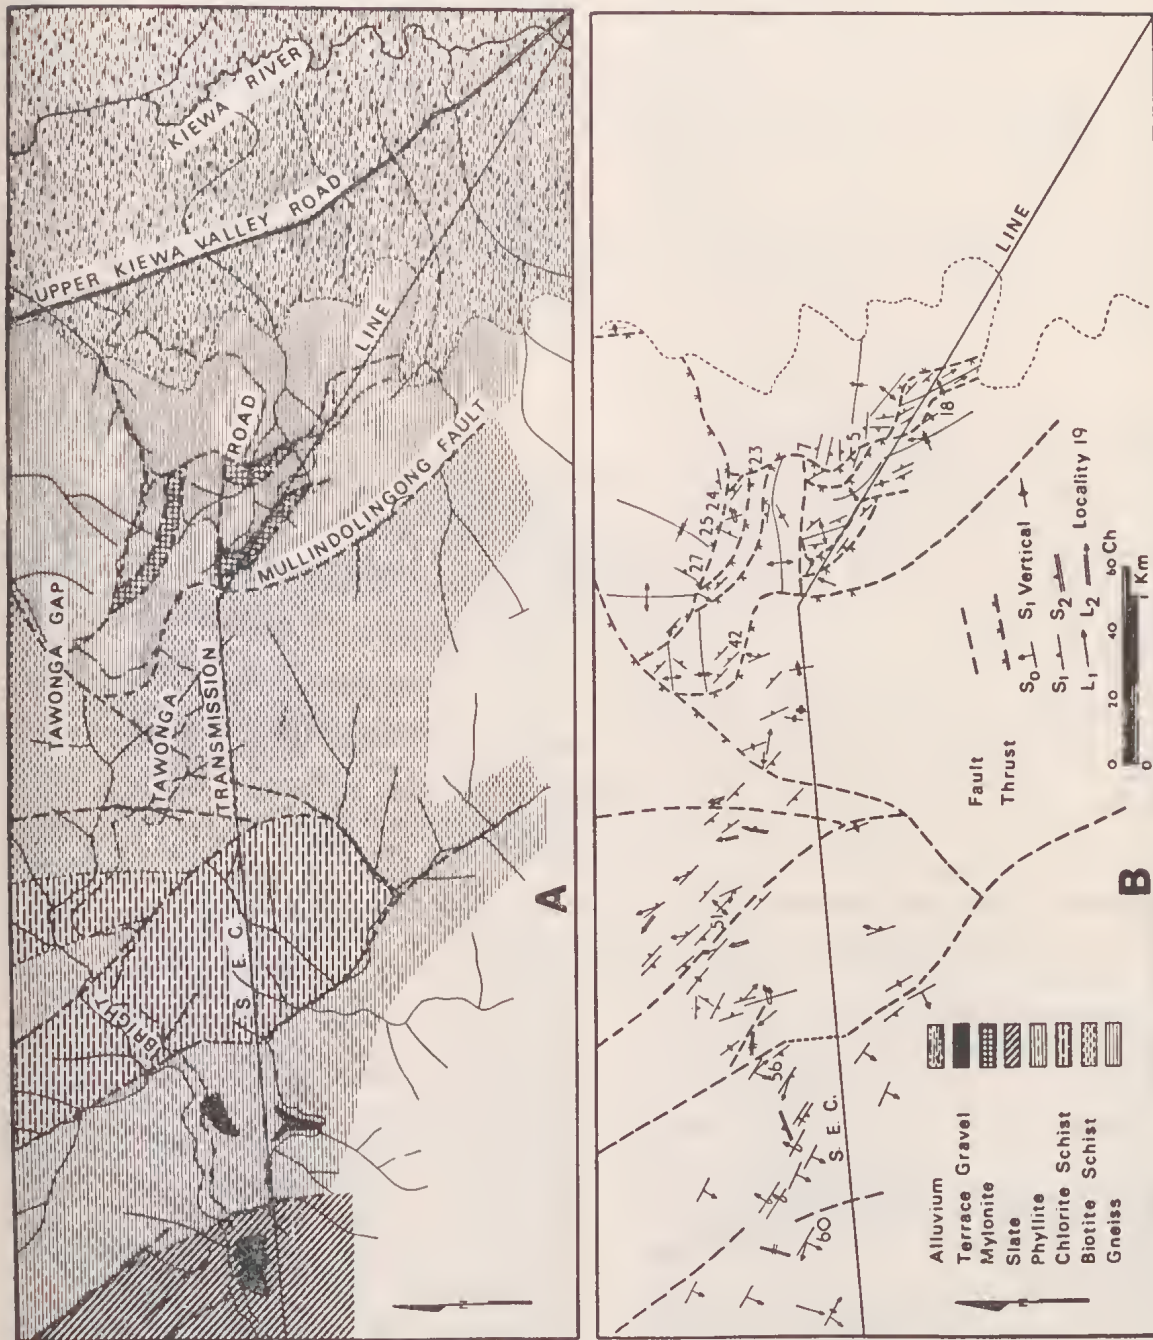 KIEWA RIVER
UPPER KIEWA VALLEY ROAD
LINE
ROAD
MULLINDOLINGONG FAULT
TAWONGA GAP
TAWONGA
TRANSMISSION
BRIGHT
S. E. C.
A
N
LINE
18
5
7
23
24
25
27
42
51
56
60
S. E. C.
Fault
Thrust
S₀ S₁ Vertical
S₁ S₂
L₁ L₂ Locality 19
0 20 40 60 Ch
0 1 Km
B
Alluvium
Terrace Gravel
Mylonite
Slate
Phyllite
Chlorite Schist
Biotite Schist
Gneiss
N